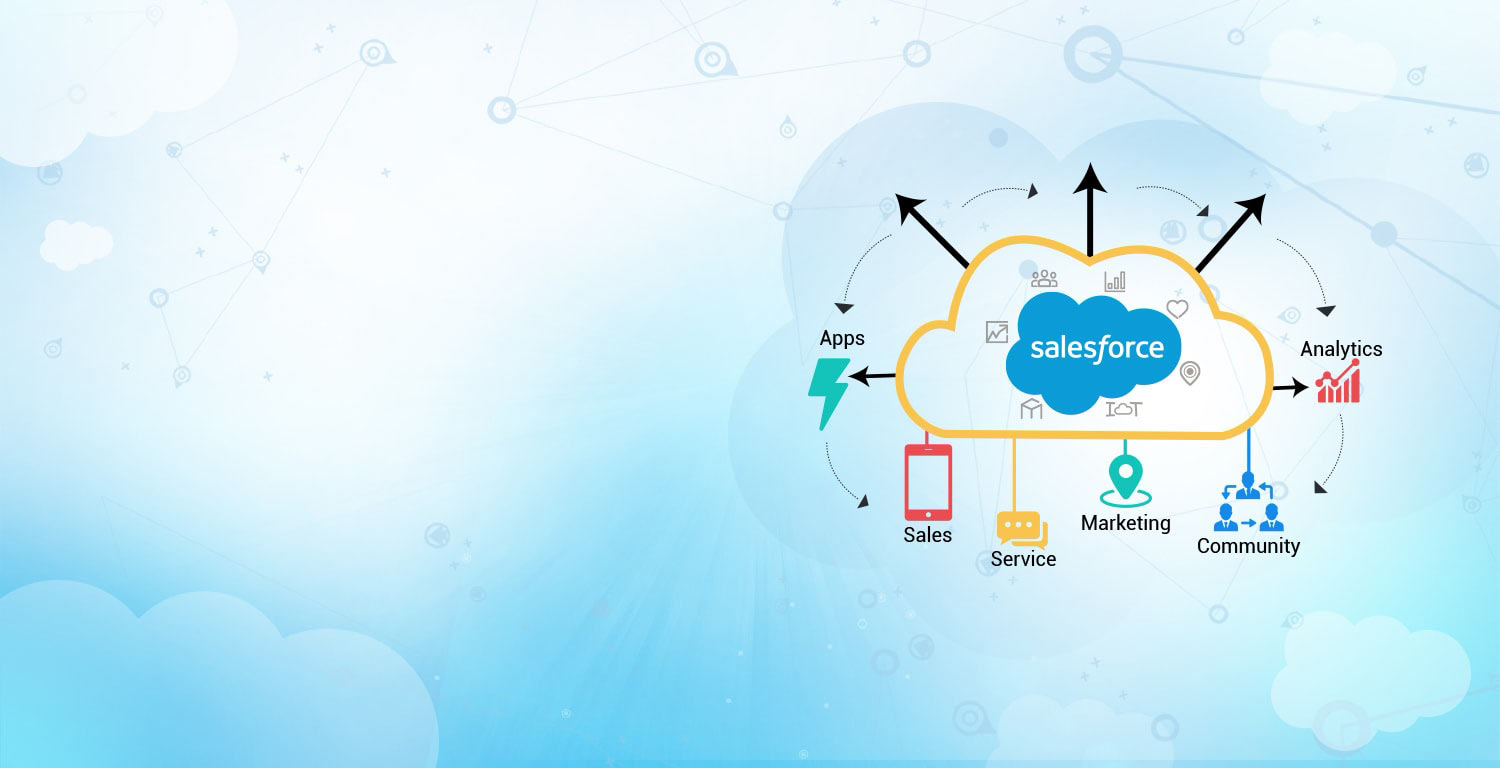 Apps
salesforce
Analytics
IoT
Sales
Service
Marketing
Community